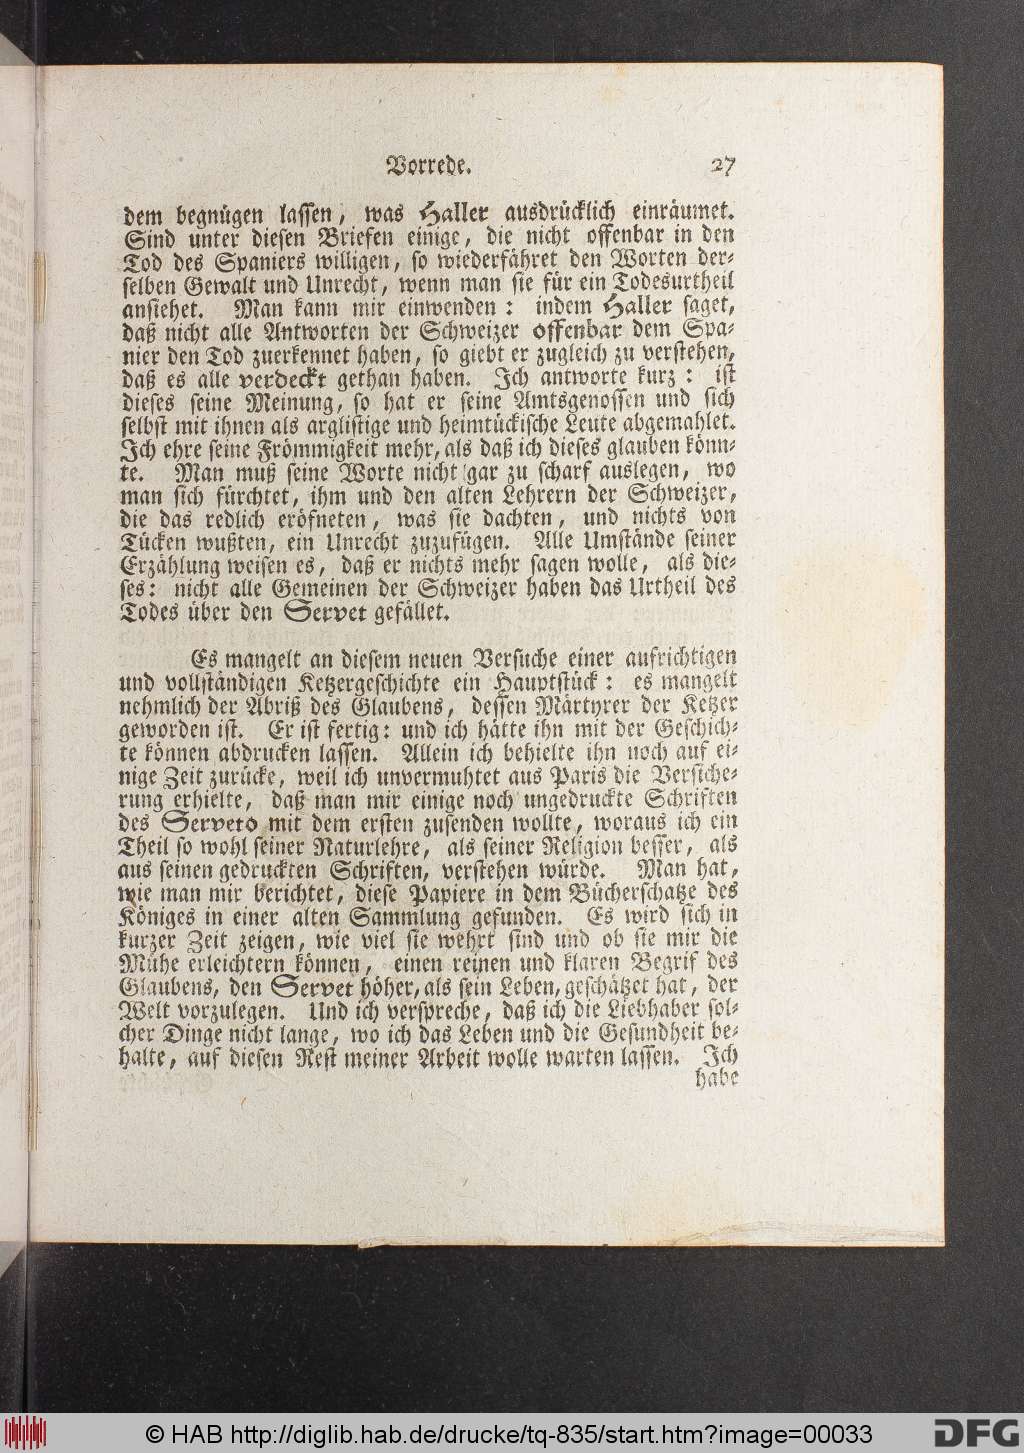 Vorrede. 27
dem begnügen lassen, was Haller ausdrücklich einräumet.
Sind unter diesen Briefen einige, die nicht offenbar in den
Tod des Spaniers willigen, so wiederfähret den Worten der-
selben Gewalt und Unrecht, wenn man sie für ein Todesurtheil
ansiehet. Man kann mir einwenden: indem Haller saget,
daß nicht alle Antworten der Schweizer offenbar dem Spa-
nier den Tod zuerkennet haben, so giebt er zugleich zu verstehen,
daß es alle verdeckt gethan haben. Ich antworte kurz: ist
dieses seine Meinung, so hat er seine Amtsgenossen und sich
selbst mit ihnen als arglistige und heimtückische Leute abgemahlet.
Ich ehre seine Frömmigkeit mehr, als daß ich dieses glauben könn-
te. Man muß seine Worte nicht gar zu scharf auslegen, wo
man sich fürchtet, ihm und den alten Lehrern der Schweizer,
die das redlich eröfneten, was sie dachten, und nichts von
Tücken wußten, ein Unrecht zuzufügen. Alle Umstände seiner
Erzählung weisen es, daß er nichts mehr sagen wolle, als die-
ses: nicht alle Gemeinen der Schweizer haben das Urtheil des
Todes über den Servet gefället.
Es mangelt an diesem neuen Versuche einer aufrichtigen
und vollständigen Ketzergeschichte ein Hauptstück: es mangelt
nehmlich der Abriß des Glaubens, dessen Märtyrer der Ketzer
geworden ist. Er ist fertig: und ich hätte ihn mit der Geschich-
te können abdrucken lassen. Allein ich behielte ihn noch auf ei-
nige Zeit zurücke, weil ich unvermuhtet aus Paris die Versiche-
rung erhielte, daß man mir einige noch ungedruckte Schriften
des Serveto mit dem ersten zusenden wollte, woraus ich ein
Theil so wohl seiner Naturlehre, als seiner Religion besser, als
aus seinen gedruckten Schriften, verstehen würde. Man hat,
wie man mir berichtet, diese Papiere in dem Bücherschatze des
Königes in einer alten Sammlung gefunden. Es wird sich in
kurzer Zeit zeigen, wie viel sie wehrt sind und ob sie mir die
Mühe erleichtern können, einen reinen und klaren Begrif des
Glaubens, den Servet höher, als sein Leben, geschätzet hat, der
Welt vorzulegen. Und ich verspreche, daß ich die Liebhaber sol-
cher Dinge nicht lange, wo ich das Leben und die Gesundheit be-
halte, auf diesen Rest meiner Arbeit wolle warten lassen. Ich
habe
© HAB http://diglib.hab.de/drucke/tq-835/start.htm?image=00033
DFG